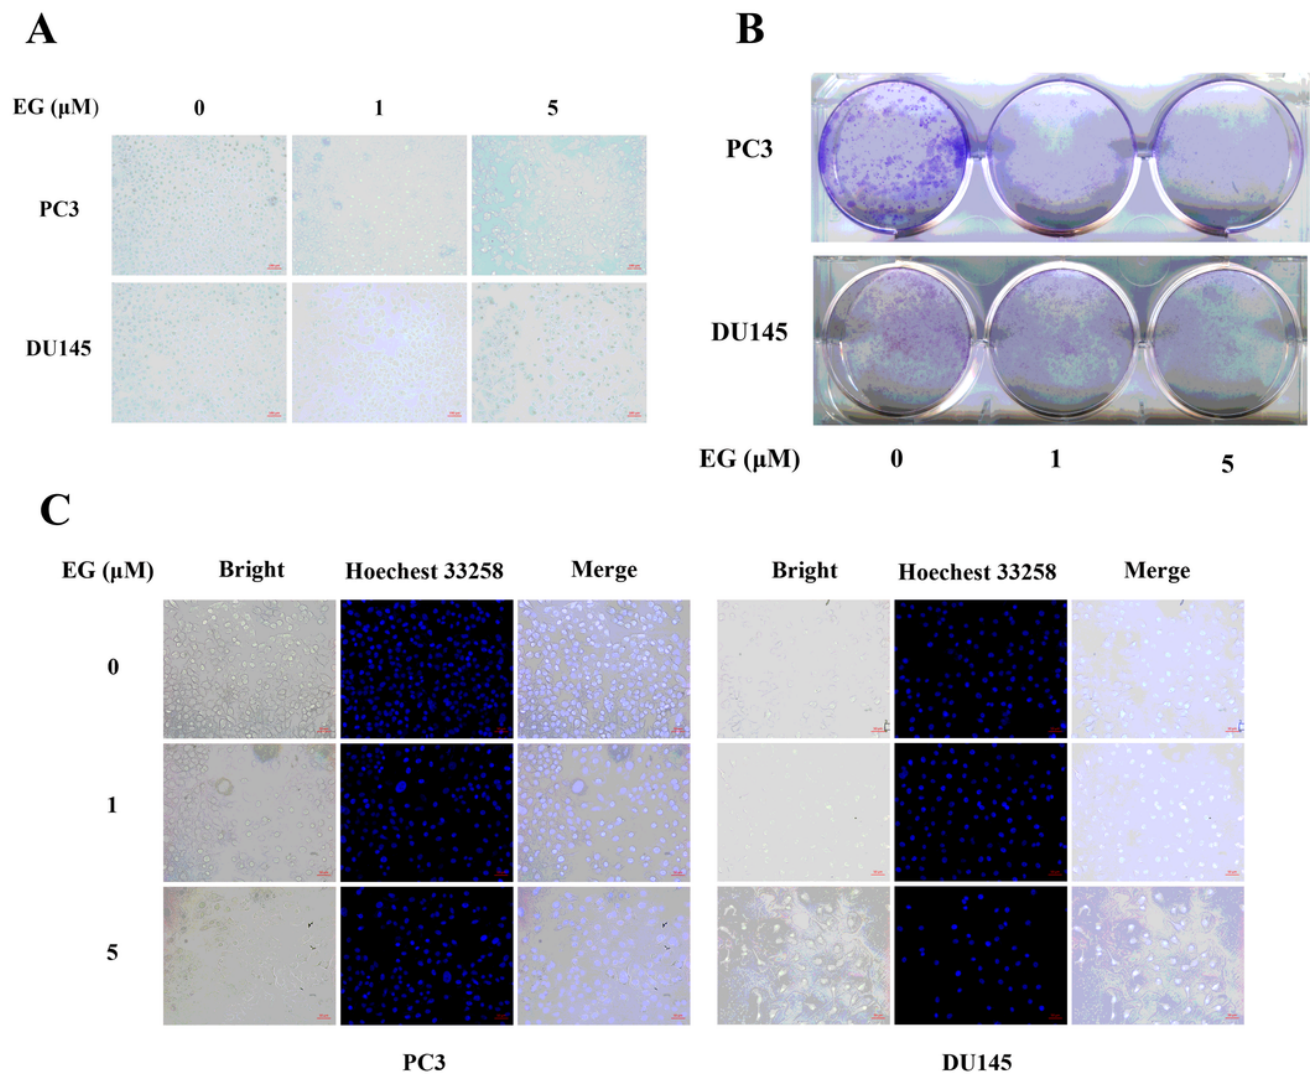 A
EG (μM) 0 1 5
PC3
DU145
B
PC3
DU145
EG (μM) 0 1 5
C
EG (μM) Bright Hoechest 33258 Merge Bright Hoechest 33258 Merge
0
1
5
PC3 DU145